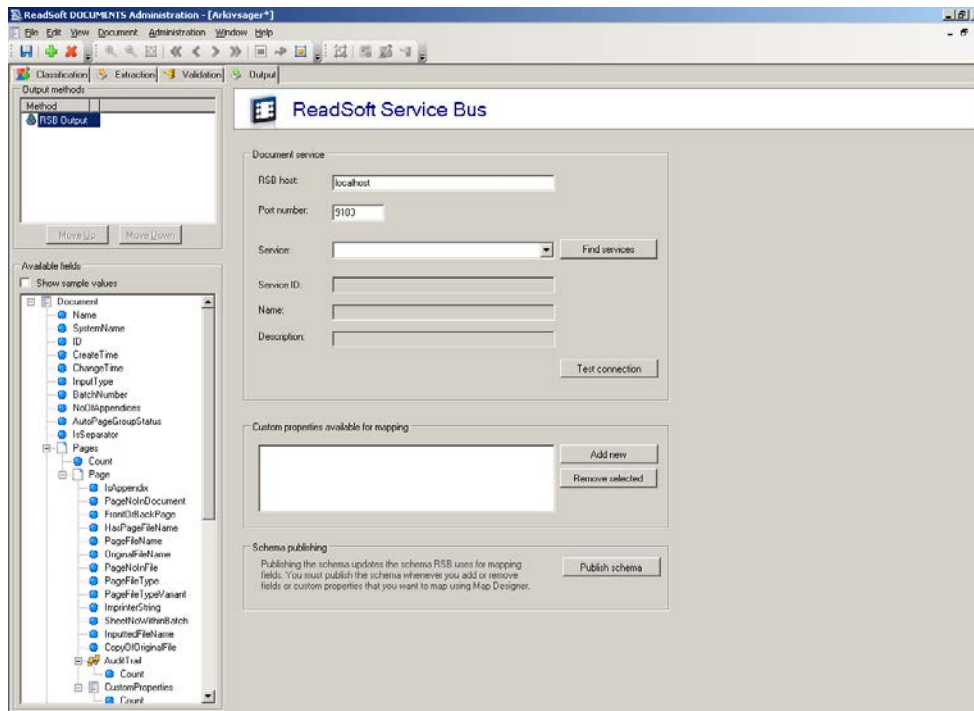 ReadSoft DOCUMENTS Administration - [Arkivsager*]
File Edit View Document Administration Window Help
Classification Extraction Validation Output
Output methods
Method
RSB Output
Move Up Move Down
Available fields
Show sample values
Document
Name
SystemName
ID
CreateTime
ChangeTime
InputType
BatchNumber
NoOfAppendices
AutoPageGroupStatus
IsSeparator
Pages
Count
Page
IsAppendix
PageNoInDocument
FrontOrBackPage
HasPageFileName
PageFileName
OriginalFileName
PageNoInFile
PageFileType
PageFileTypeVariant
ImprinterString
SheetNoWithinBatch
InputtedFileName
CopyOfOriginalFile
AuditTrail
Count
CustomProperties
Count
ReadSoft Service Bus
Document service
RSB host: localhost
Port number: 9103
Service: Find services
Service ID:
Name:
Description:
Test connection
Custom properties available for mapping
Add new
Remove selected
Schema publishing
Publishing the schema updates the schema RSB uses for mapping
fields. You must publish the schema whenever you add or remove
fields or custom properties that you want to map using Map Designer.
Publish schema